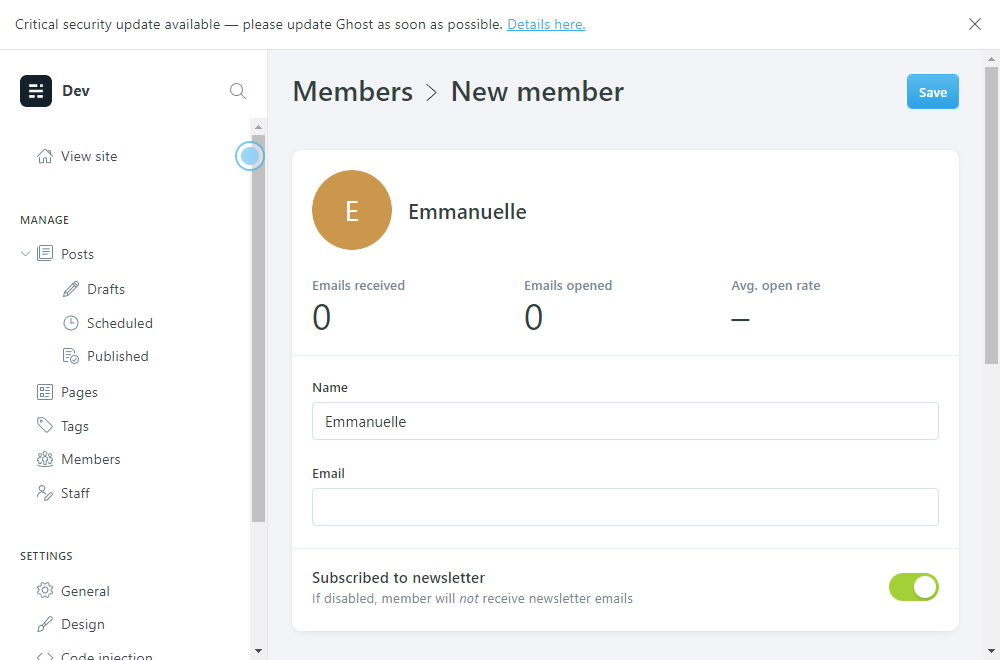 Critical security update available — please update Ghost as soon as possible. Details here.
Dev
View site
MANAGE
Posts
Drafts
Scheduled
Published
Pages
Tags
Members
Staff
SETTINGS
General
Design
Code injection
Members > New member
Save
E
Emmanuelle
Emails received
0
Emails opened
0
Avg. open rate
–
Name
Emmanuelle
Email
Subscribed to newsletter
If disabled, member will not receive newsletter emails